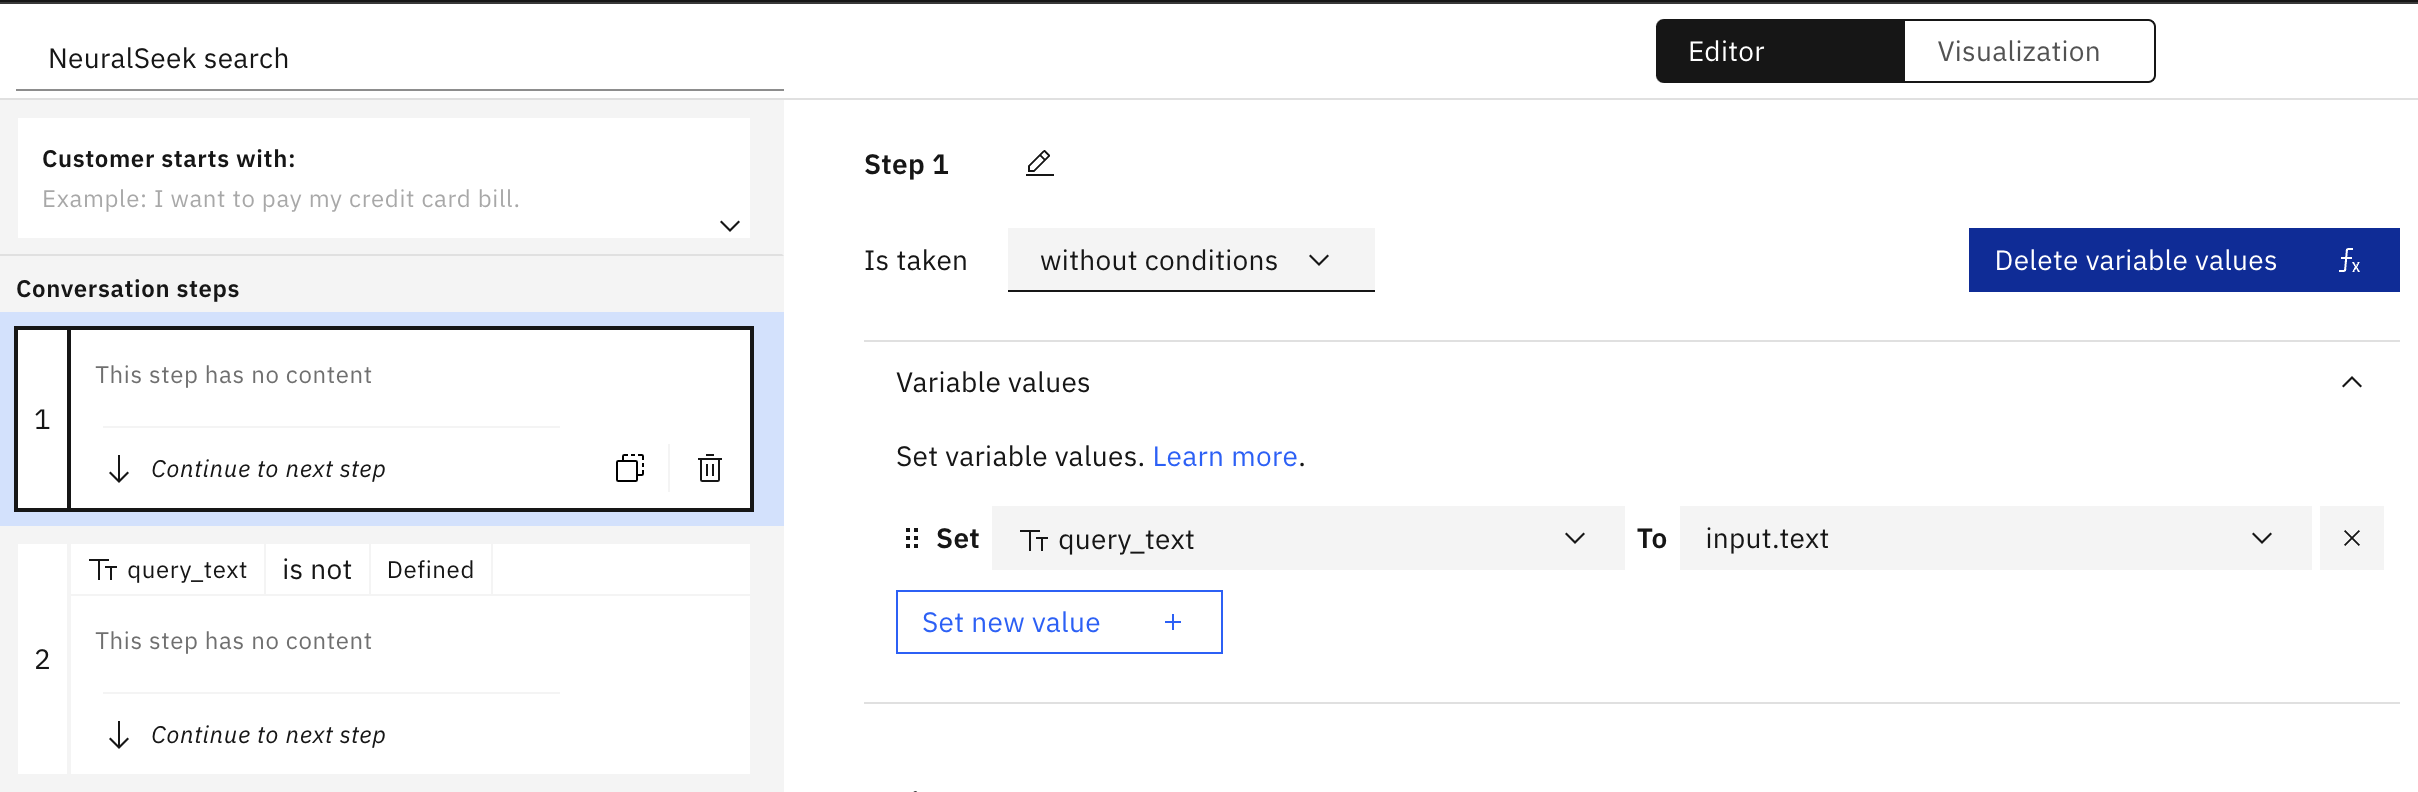 NeuralSeek search
Editor
Visualization
Customer starts with:
Example: I want to pay my credit card bill.
Conversation steps
1
This step has no content
Continue to next step
2
query_text is not Defined
This step has no content
Continue to next step
Step 1
Is taken without conditions
Delete variable values fx
Variable values
Set variable values. Learn more.
Set Tт query_text To input.text
Set new value +